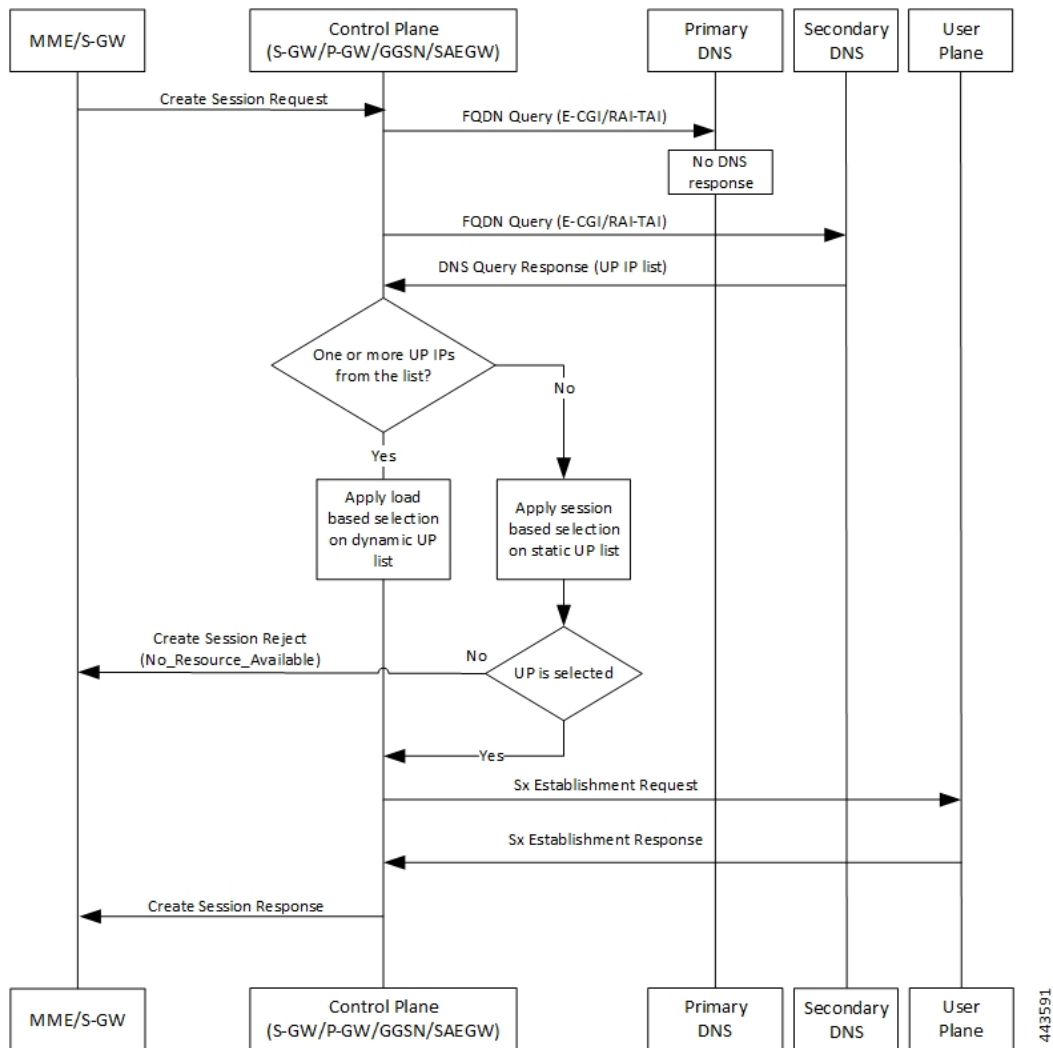 MME/S-GW
Control Plane
(S-GW/P-GW/GGSN/SAEGW)
Primary
DNS
Secondary
DNS
User
Plane
Create Session Request
FQDN Query (E-CGI/RAI-TAI)
No DNS
response
FQDN Query (E-CGI/RAI-TAI)
DNS Query Response (UP IP list)
One or more UP IPs
from the list?
No
Yes
Apply load
based selection
on dynamic UP
list
Apply session
based selection
on static UP list
Create Session Reject
(No_Resource_Available)
No
UP is selected
Yes
Sx Establishment Request
Sx Establishment Response
Create Session Response
MME/S-GW
Control Plane
(S-GW/P-GW/GGSN/SAEGW)
Primary
DNS
Secondary
DNS
User
Plane
443591